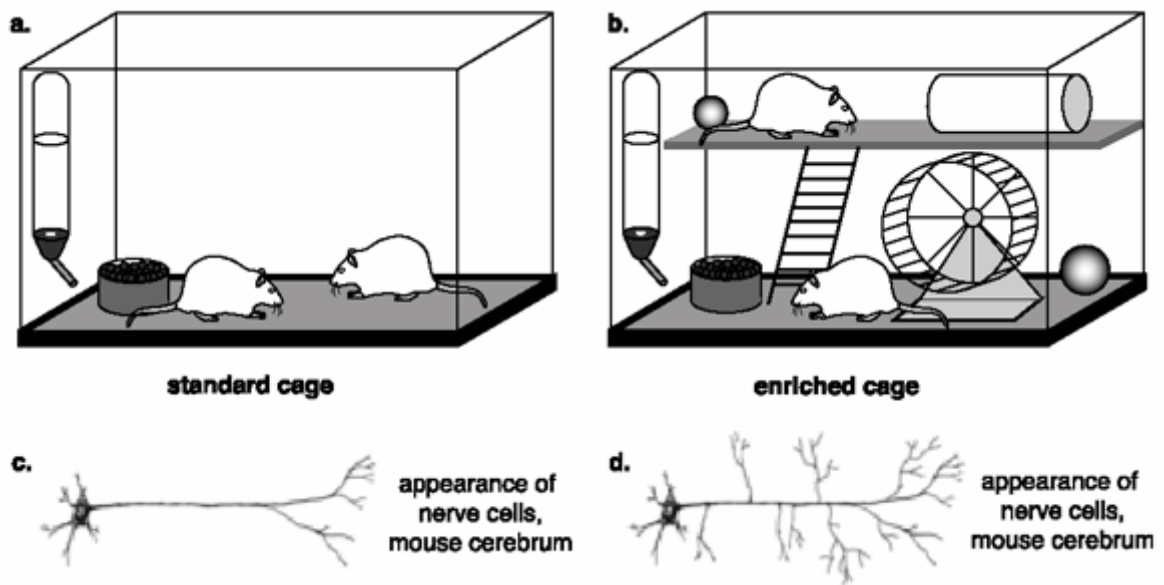 a.
b.
standard cage
enriched cage
c.
appearance of
nerve cells,
mouse cerebrum
d.
appearance of
nerve cells,
mouse cerebrum